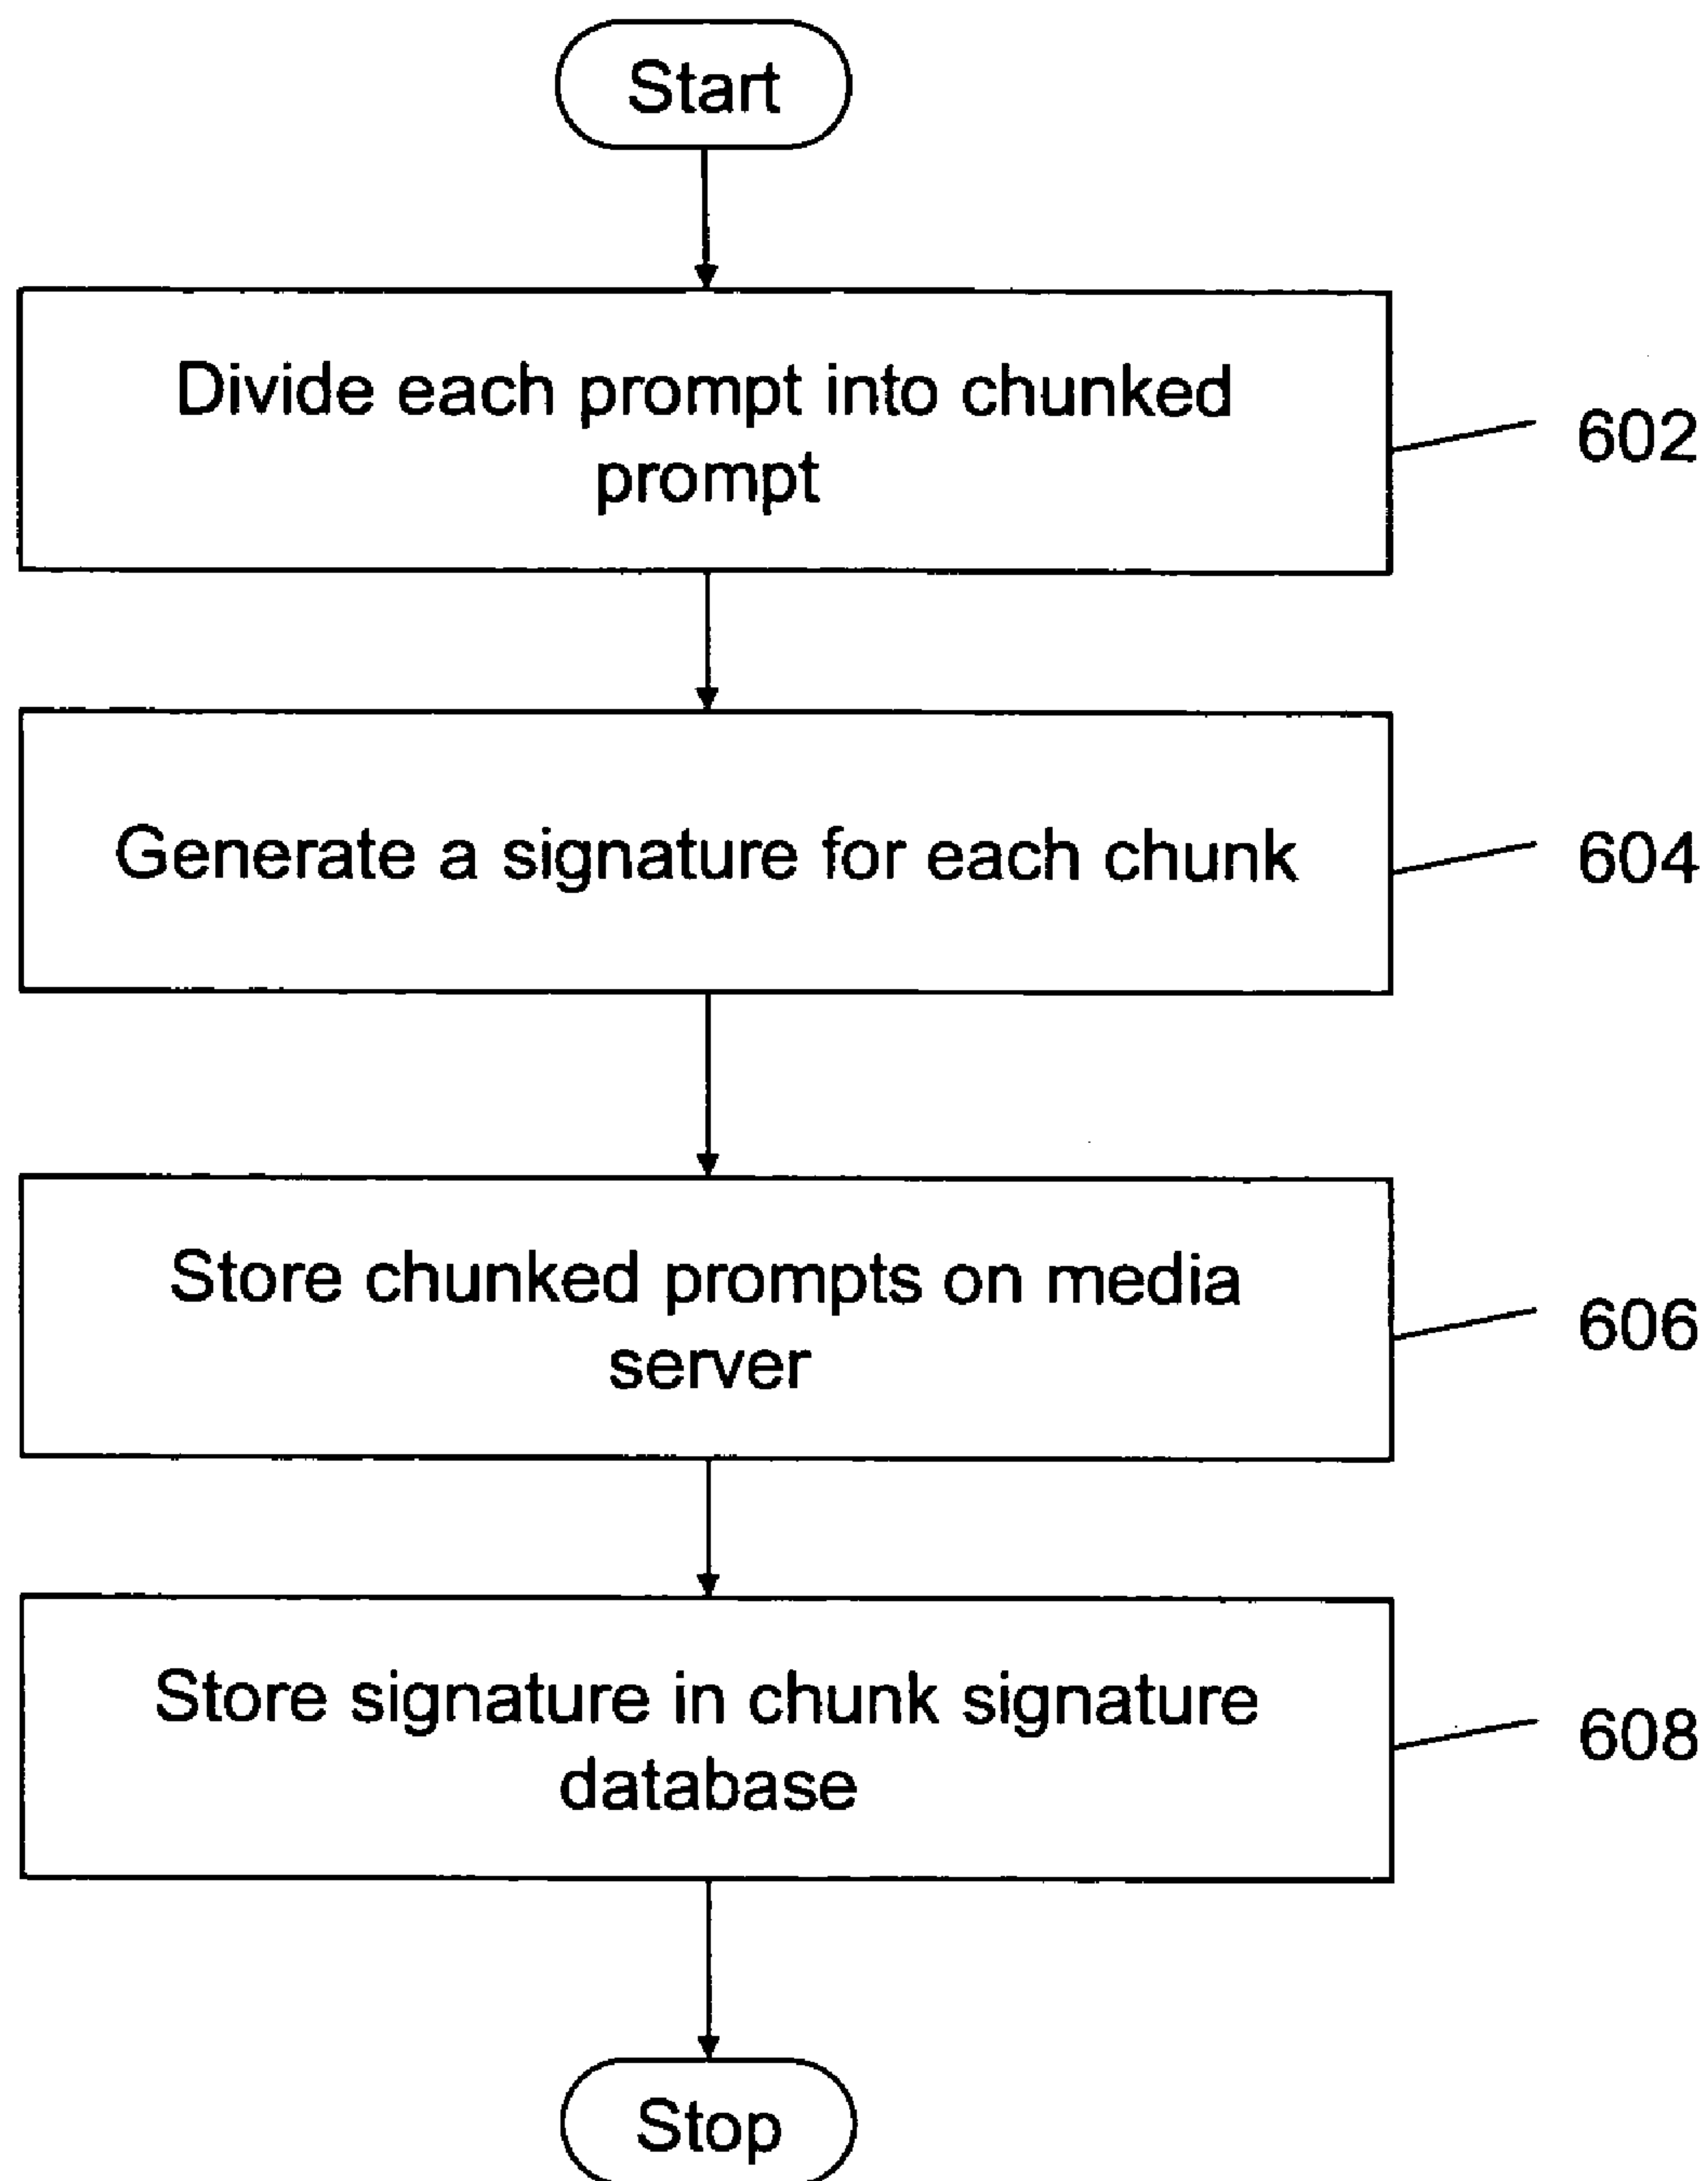 Start
Divide each prompt into chunked
prompt
602
Generate a signature for each chunk
604
Store chunked prompts on media
server
606
Store signature in chunk signature
database
608
Stop